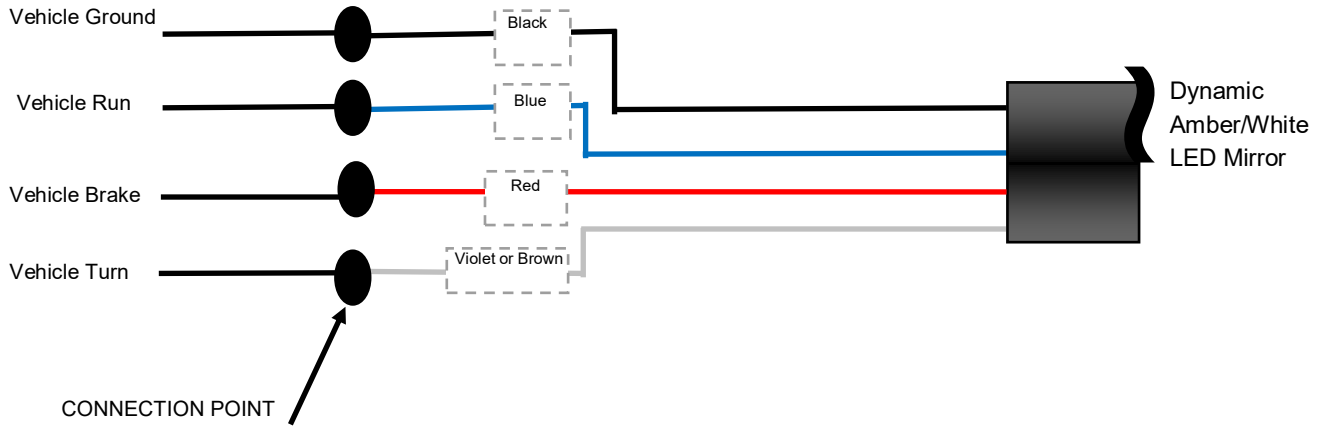 Vehicle Ground
Black
Vehicle Run
Blue
Dynamic
Amber/White
LED Mirror
Vehicle Brake
Red
Vehicle Turn
Violet or Brown
CONNECTION POINT